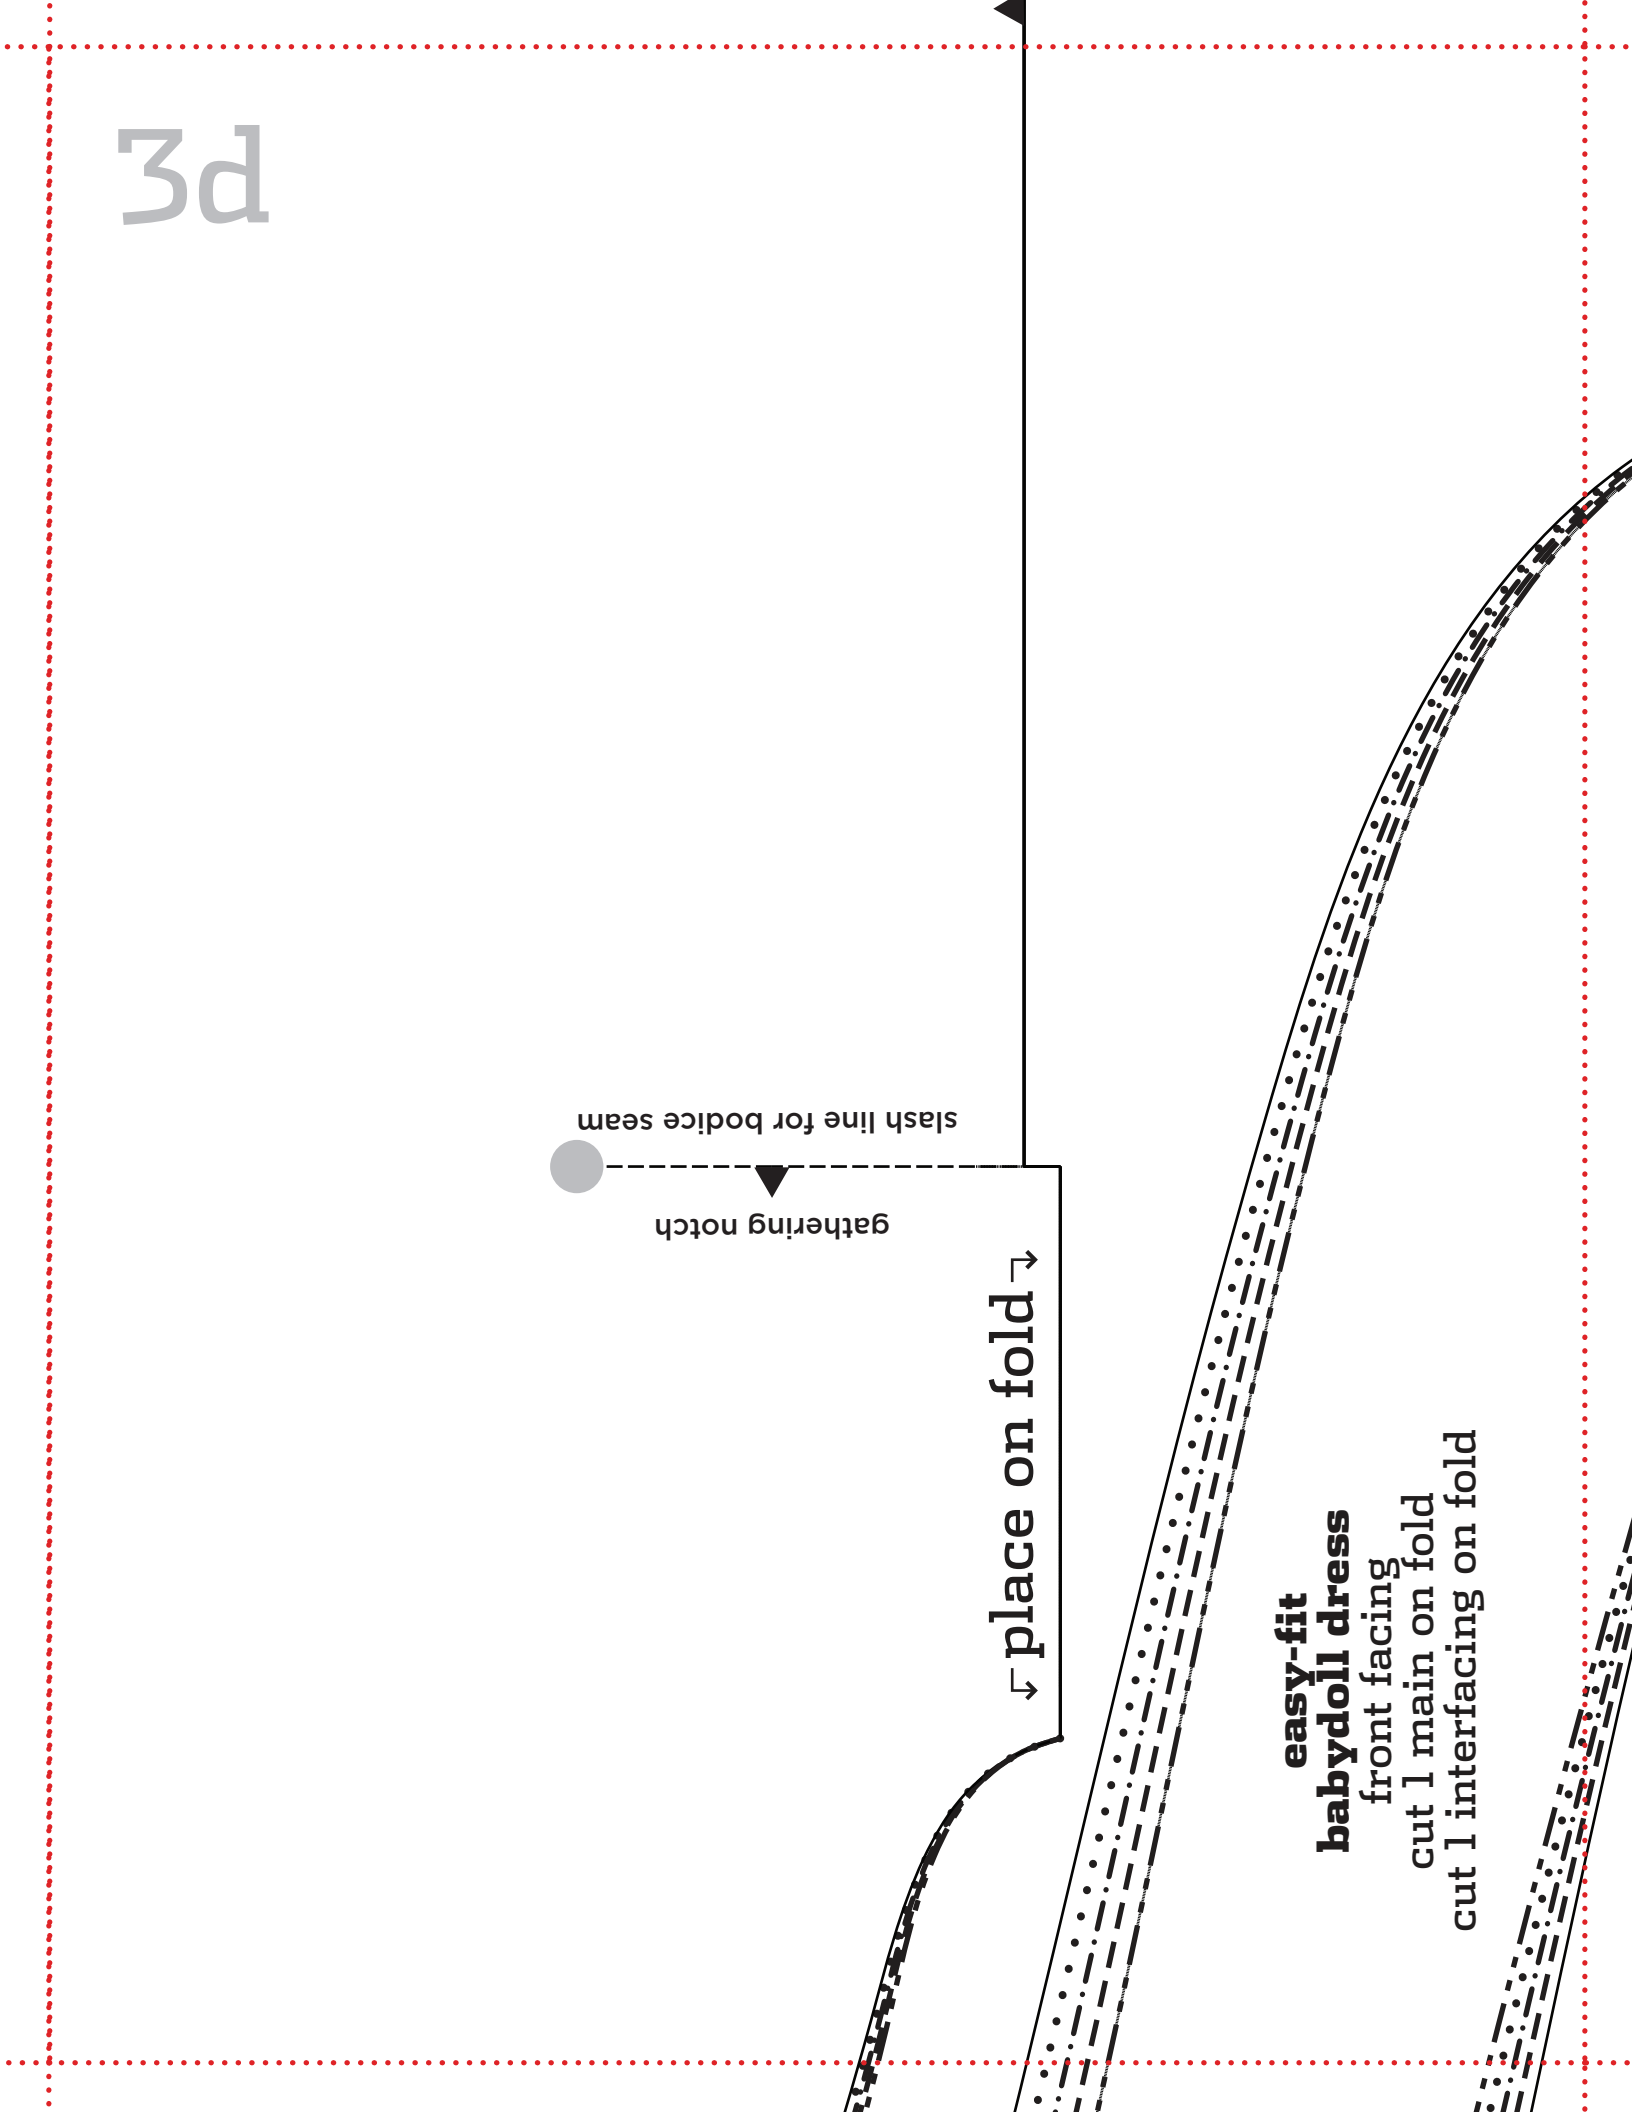 3d
slash line for bodice seam
gathering notch
place on fold
easy-fit
babydoll dress
front facing
cut 1 main on fold
cut 1 interfacing on fold